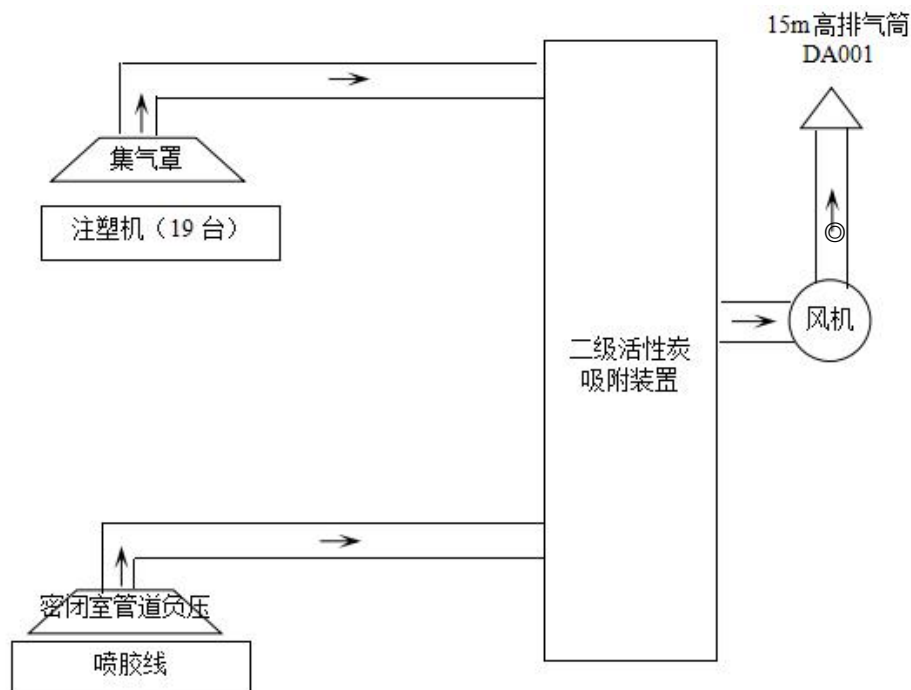 15m高排气筒
DA001
集气罩
注塑机（19 台）
风机
二级活性炭
吸附装置
密闭室管道负压
喷胶线